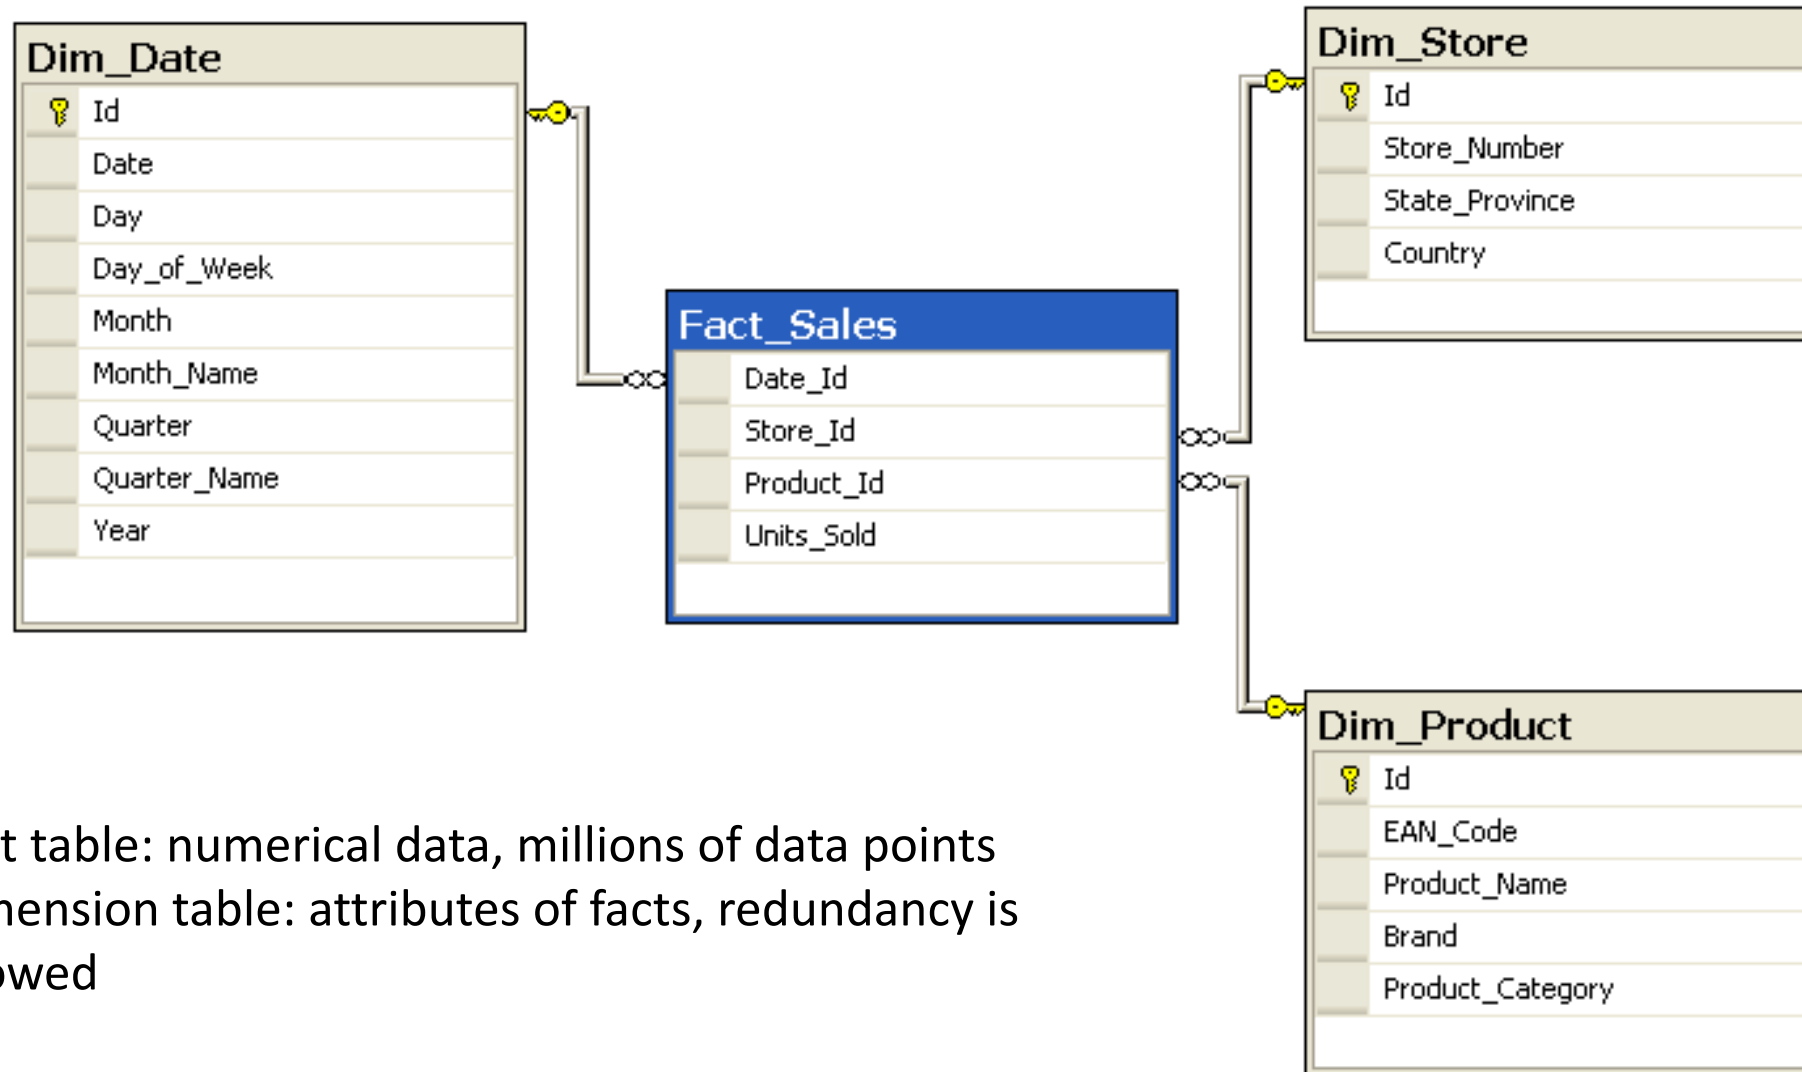 Dim_Date
Id
Date
Day
Day_of_Week
Month
Month_Name
Quarter
Quarter_Name
Year
Fact_Sales
Date_Id
Store_Id
Product_Id
Units_Sold
Dim_Store
Id
Store_Number
State_Province
Country
Dim_Product
Id
EAN_Code
Product_Name
Brand
Product_Category
t table: numerical data, millions of data points
nension table: attributes of facts, redundancy is
owed